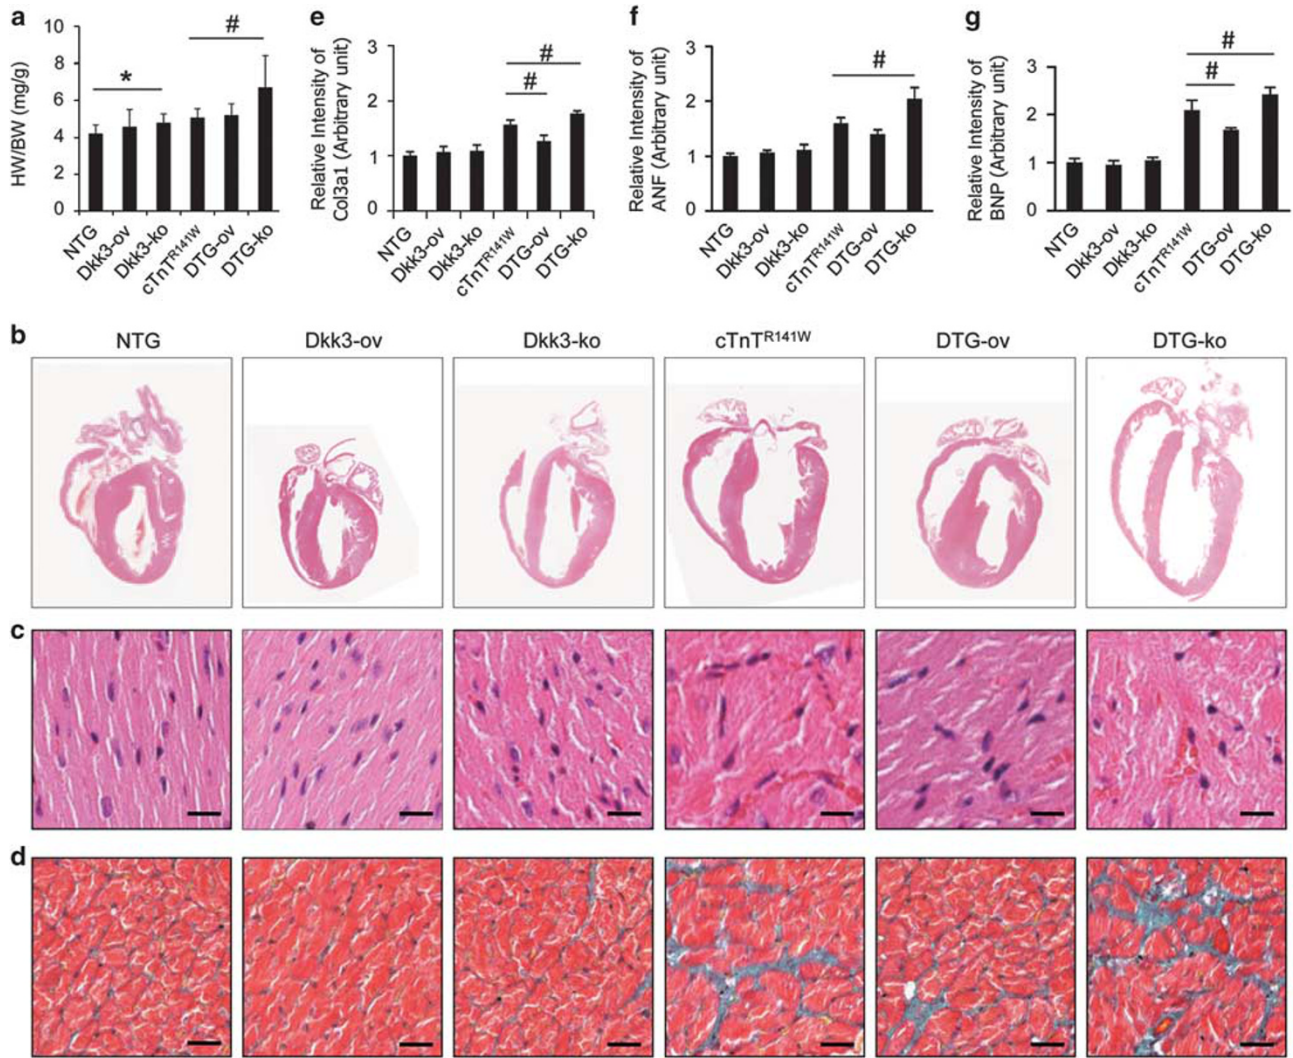 a
HW/BW (mg/g)
10
8
6
4
2
0
*
#
NTG
Dkk3-ov
Dkk3-ko
cTnTR141W
DTG-ov
DTG-ko
e
Relative Intensity of
Col3a1 (Arbitrary unit)
3
2
1
0
#
#
NTG
Dkk3-ov
Dkk3-ko
cTnTR141W
DTG-ov
DTG-ko
f
Relative Intensity of
ANF (Arbitrary unit)
3
2
1
0
#
NTG
Dkk3-ov
Dkk3-ko
cTnTR141W
DTG-ov
DTG-ko
g
Relative Intensity of
BNP (Arbitrary unit)
3
2
1
0
#
#
NTG
Dkk3-ov
Dkk3-ko
cTnTR141W
DTG-ov
DTG-ko
b
NTG Dkk3-ov Dkk3-ko cTnTR141W DTG-ov DTG-ko
c
d